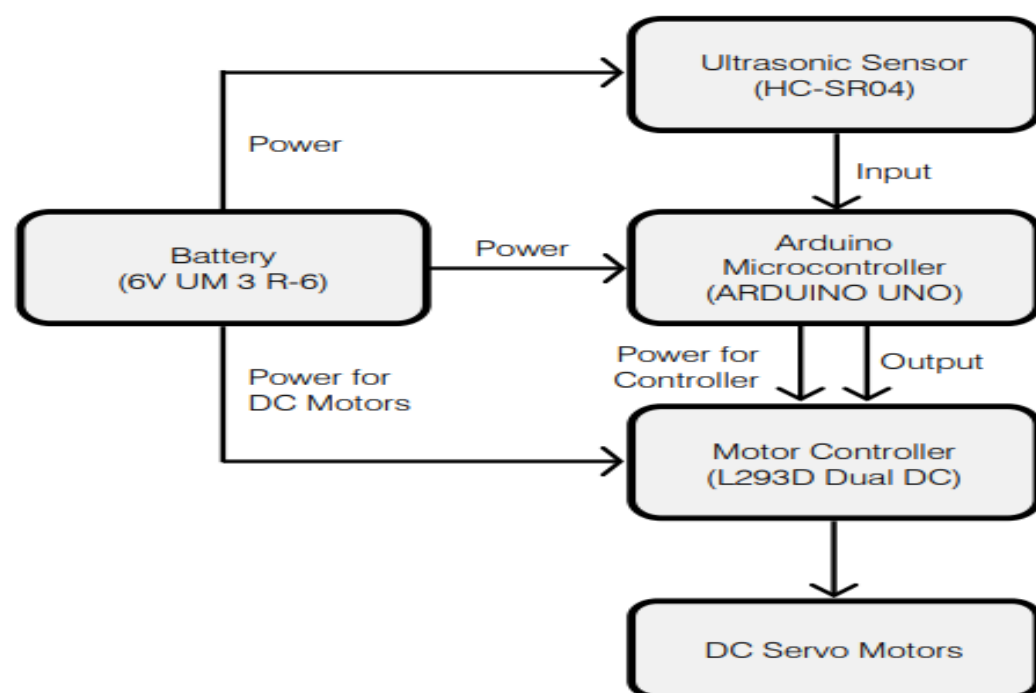 Ultrasonic Sensor
(HC-SR04)
Power
Input
Battery
(6V UM 3 R-6)
Power
Arduino
Microcontroller
(ARDUINO UNO)
Power for
DC Motors
Power for
Controller
Output
Motor Controller
(L293D Dual DC)
DC Servo Motors